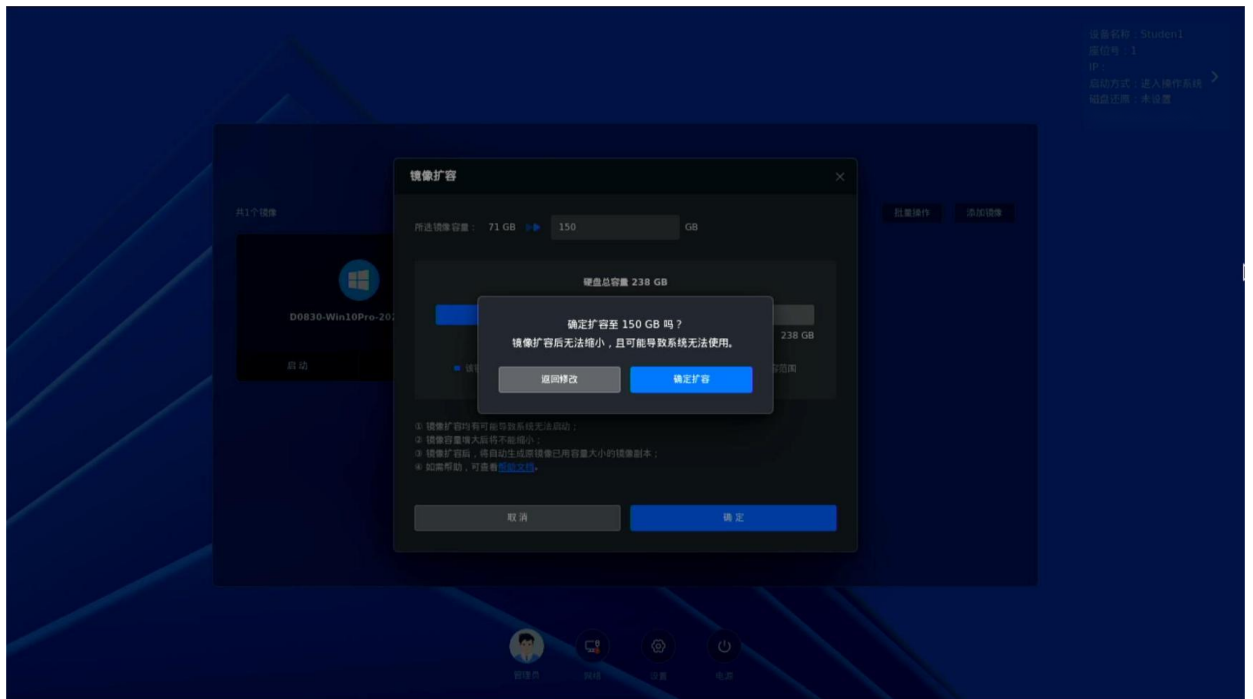 设备名称：Studen1
座位号：1
IP：
启动方式：进入操作系统
磁盘还原：未设置
镜像扩容
共1个镜像
批量操作
添加镜像
所选镜像容量： 71 GB 150 GB
硬盘总容量 238 GB
D0830-Win10Pro-202
238 GB
确定扩容至 150 GB 吗？
镜像扩容后无法缩小，且可能导致系统无法使用。
启动
返回修改
确定扩容
① 镜像扩容均有可能导致系统无法启动；
② 镜像容量增大后将不能缩小；
③ 镜像扩容后，将自动生成原镜像已用容量大小的镜像副本；
④ 如需帮助，可查看帮助文档。
取消
确定
管理员
网络
设置
电源